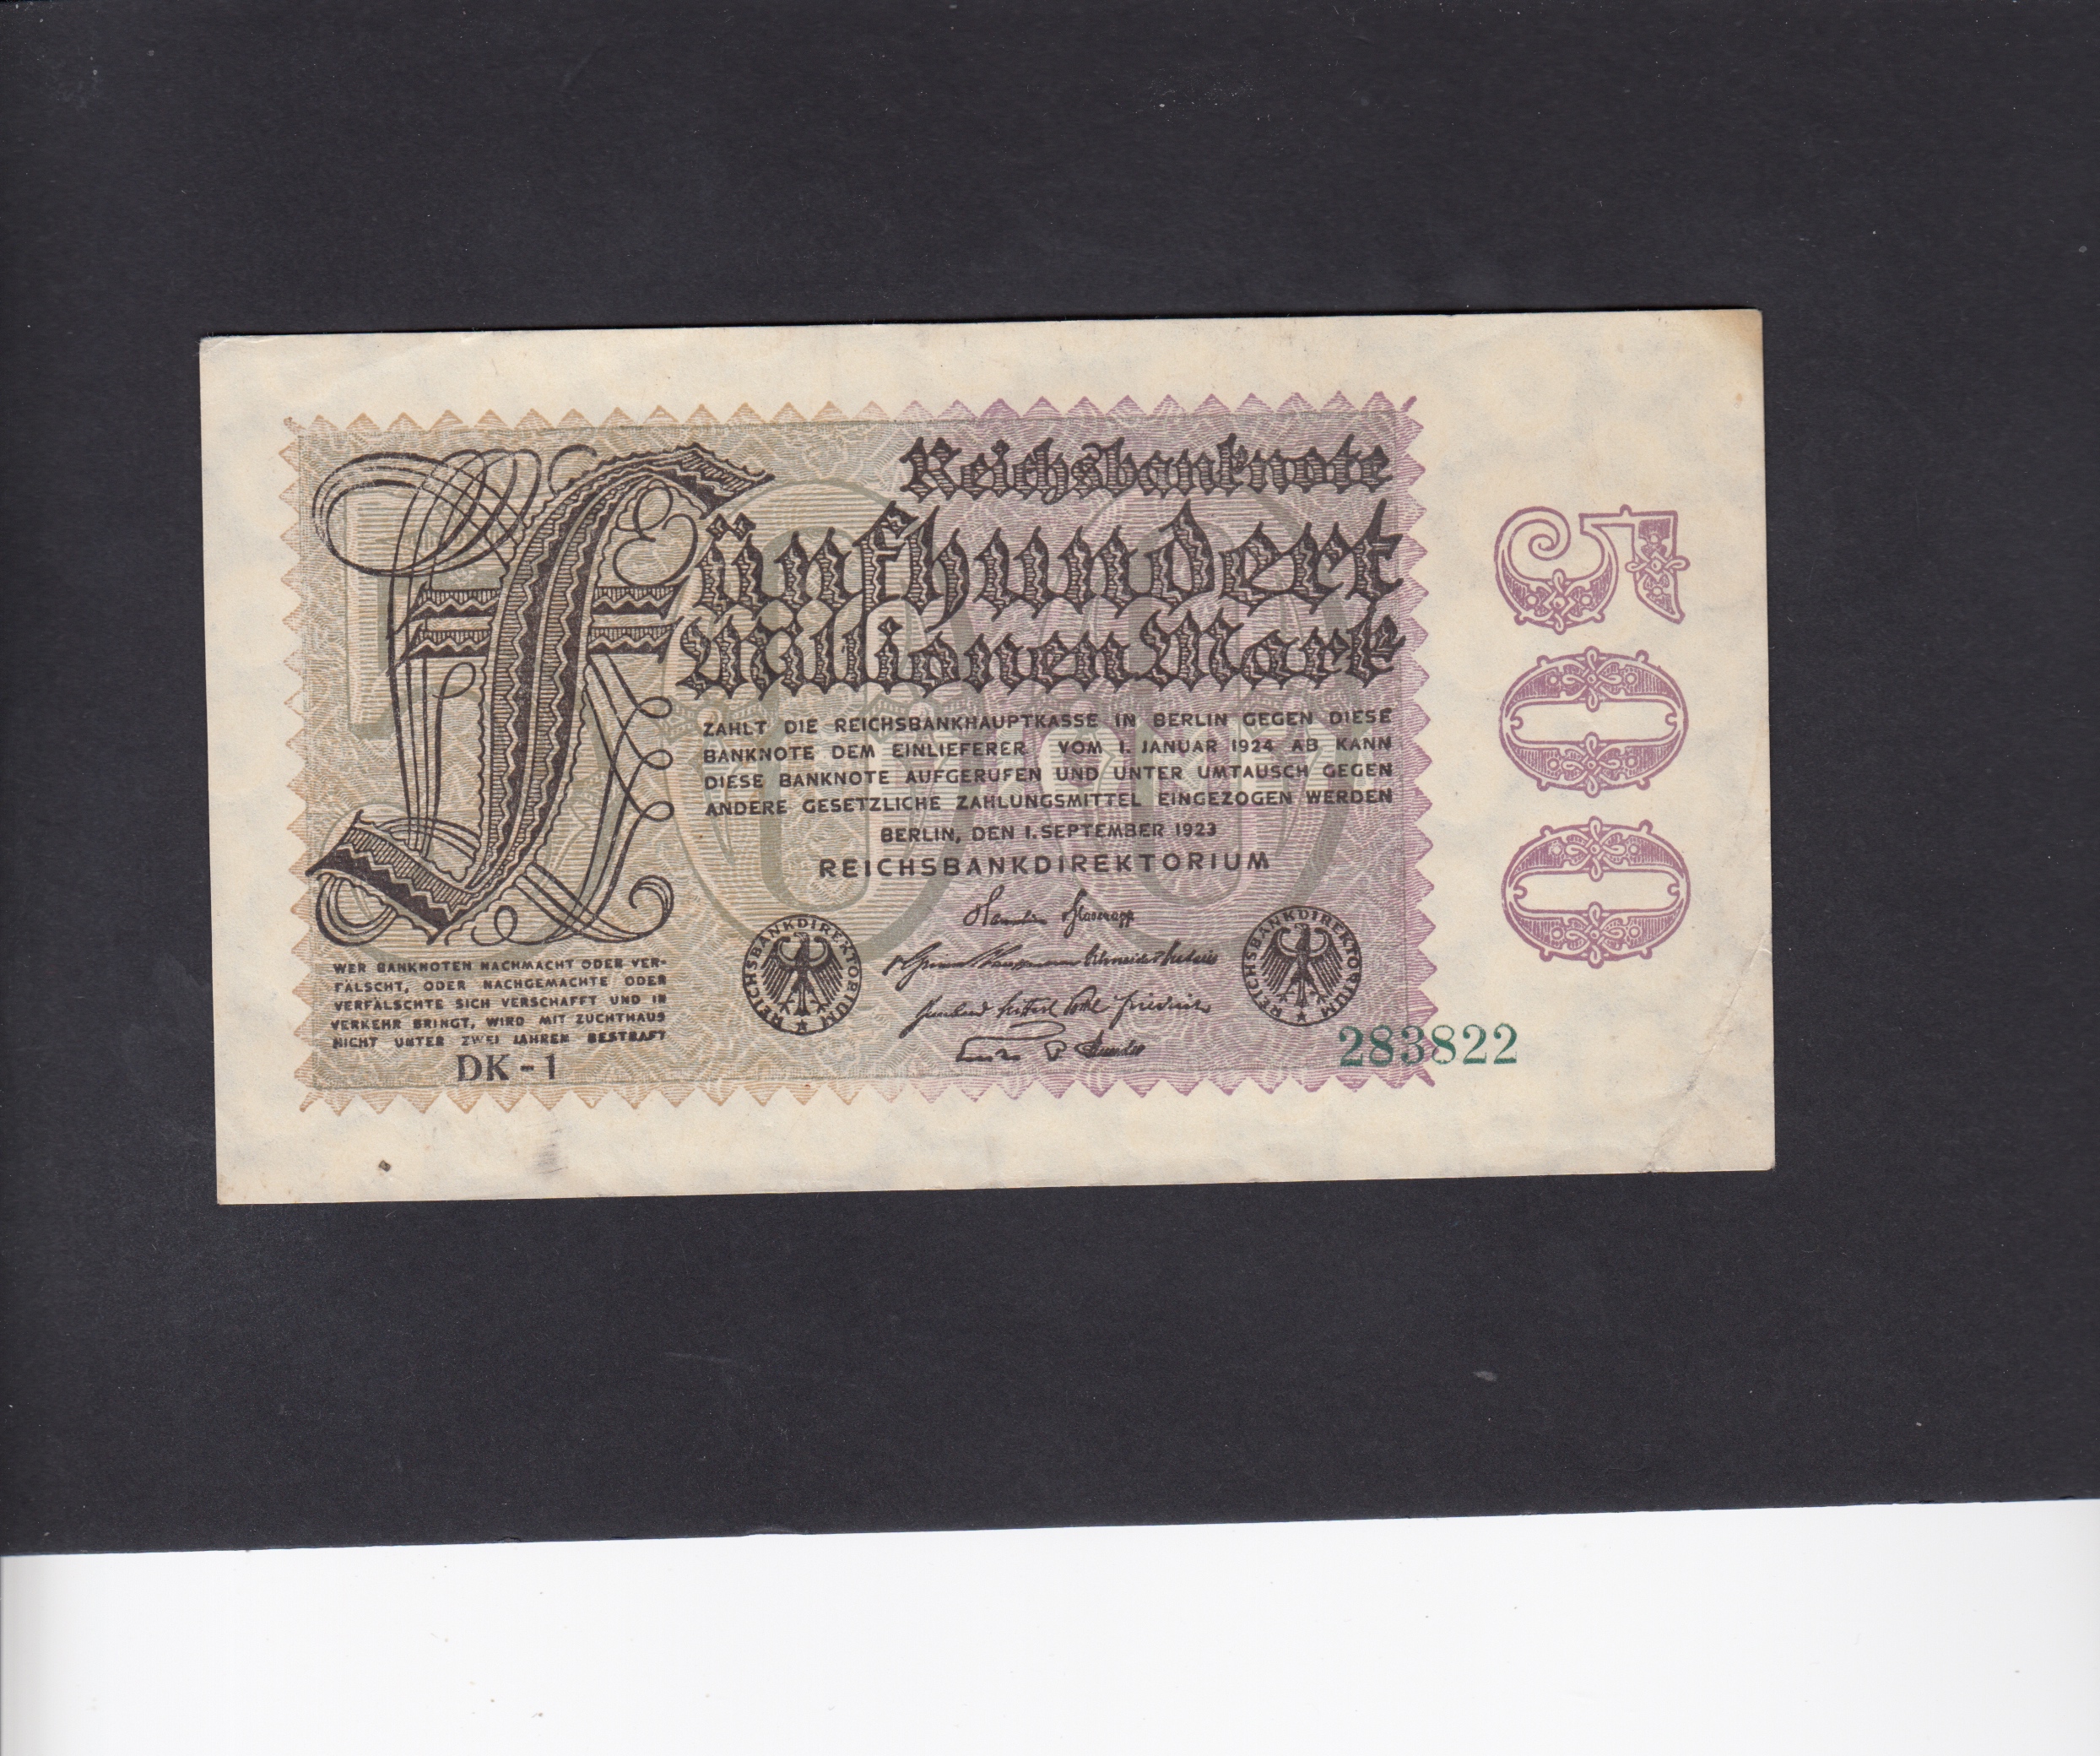 Reichsbanknote
Fünfhundert
Millionen Mark
ZAHLT DIE REICHSBANKHAUPTKASSE IN BERLIN GEGEN DIESE
BANKNOTE DEM EINLIEFERER VOM 1. JANUAR 1924 AB KANN
DIESE BANKNOTE AUFGERUFEN UND UNTER UMTAUSCH GEGEN
ANDERE GESETZLICHE ZAHLUNGSMITTEL EINGEZOGEN WERDEN
BERLIN, DEN 1. SEPTEMBER 1923
REICHSBANKDIREKTORIUM
REICHSBANKDIREKTORIUM
REICHSBANKDIREKTORIUM
WER BANKNOTEN NACHMACHT ODER VER-
FÄLSCHT, ODER NACHGEMACHTE ODER
VERFÄLSCHTE SICH VERSCHAFFT UND IN
VERKEHR BRINGT, WIRD MIT ZUCHTHAUS
NICHT UNTER ZWEI JAHREN BESTRAFT
DK-1
283822
500